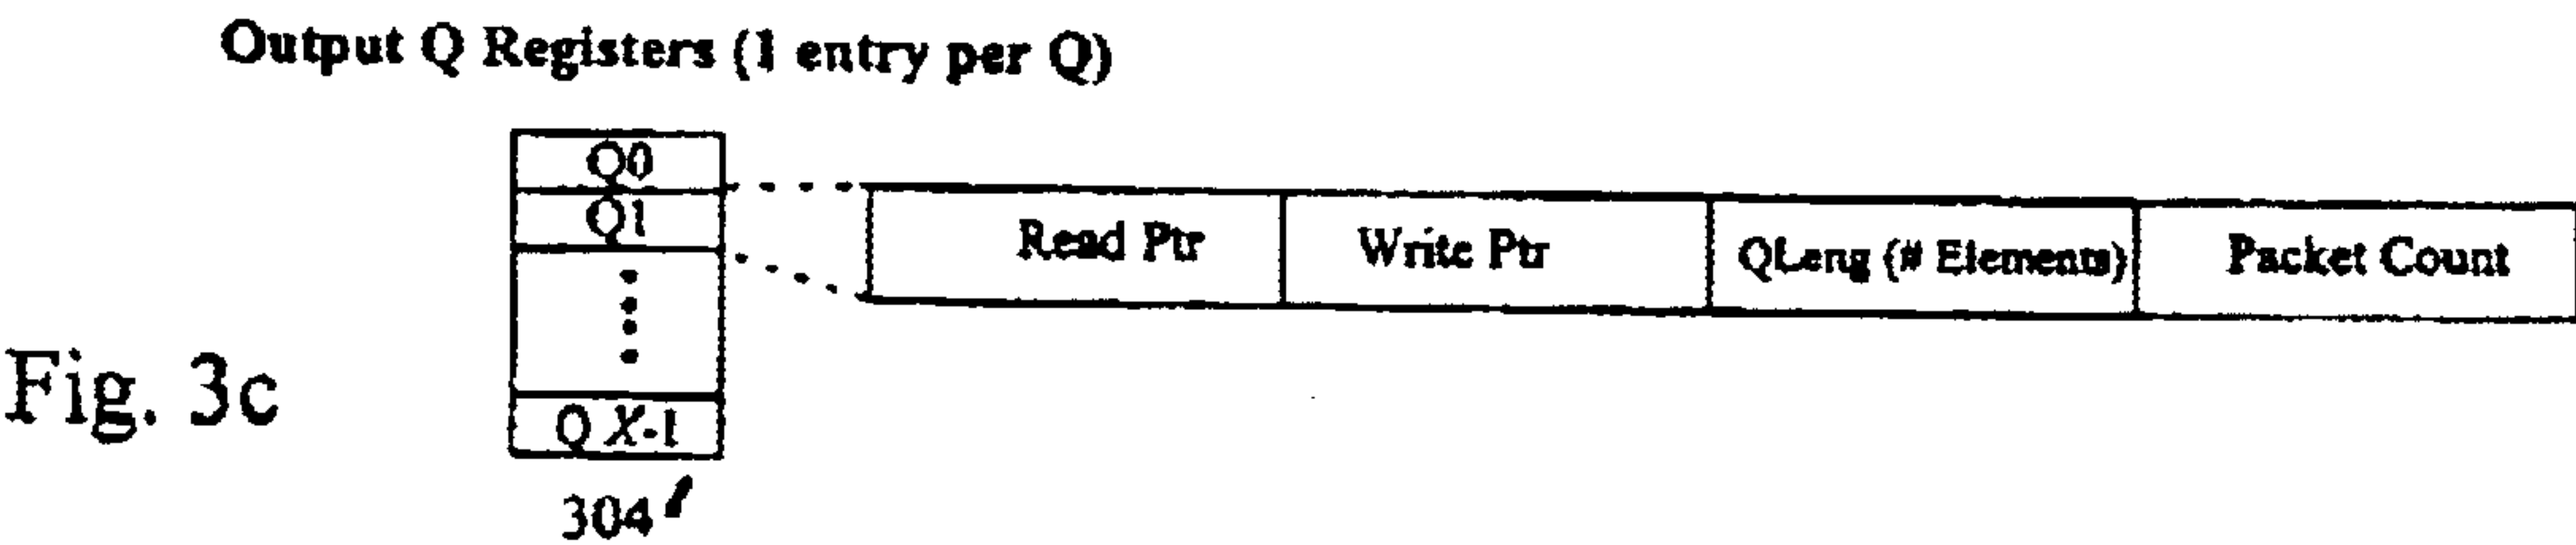 Output Q Registers (1 entry per Q)
Q0
Q1
Read Ptr
Write Ptr
QLeng (# Elements)
Packet Count
Q X-1
Fig. 3c
304